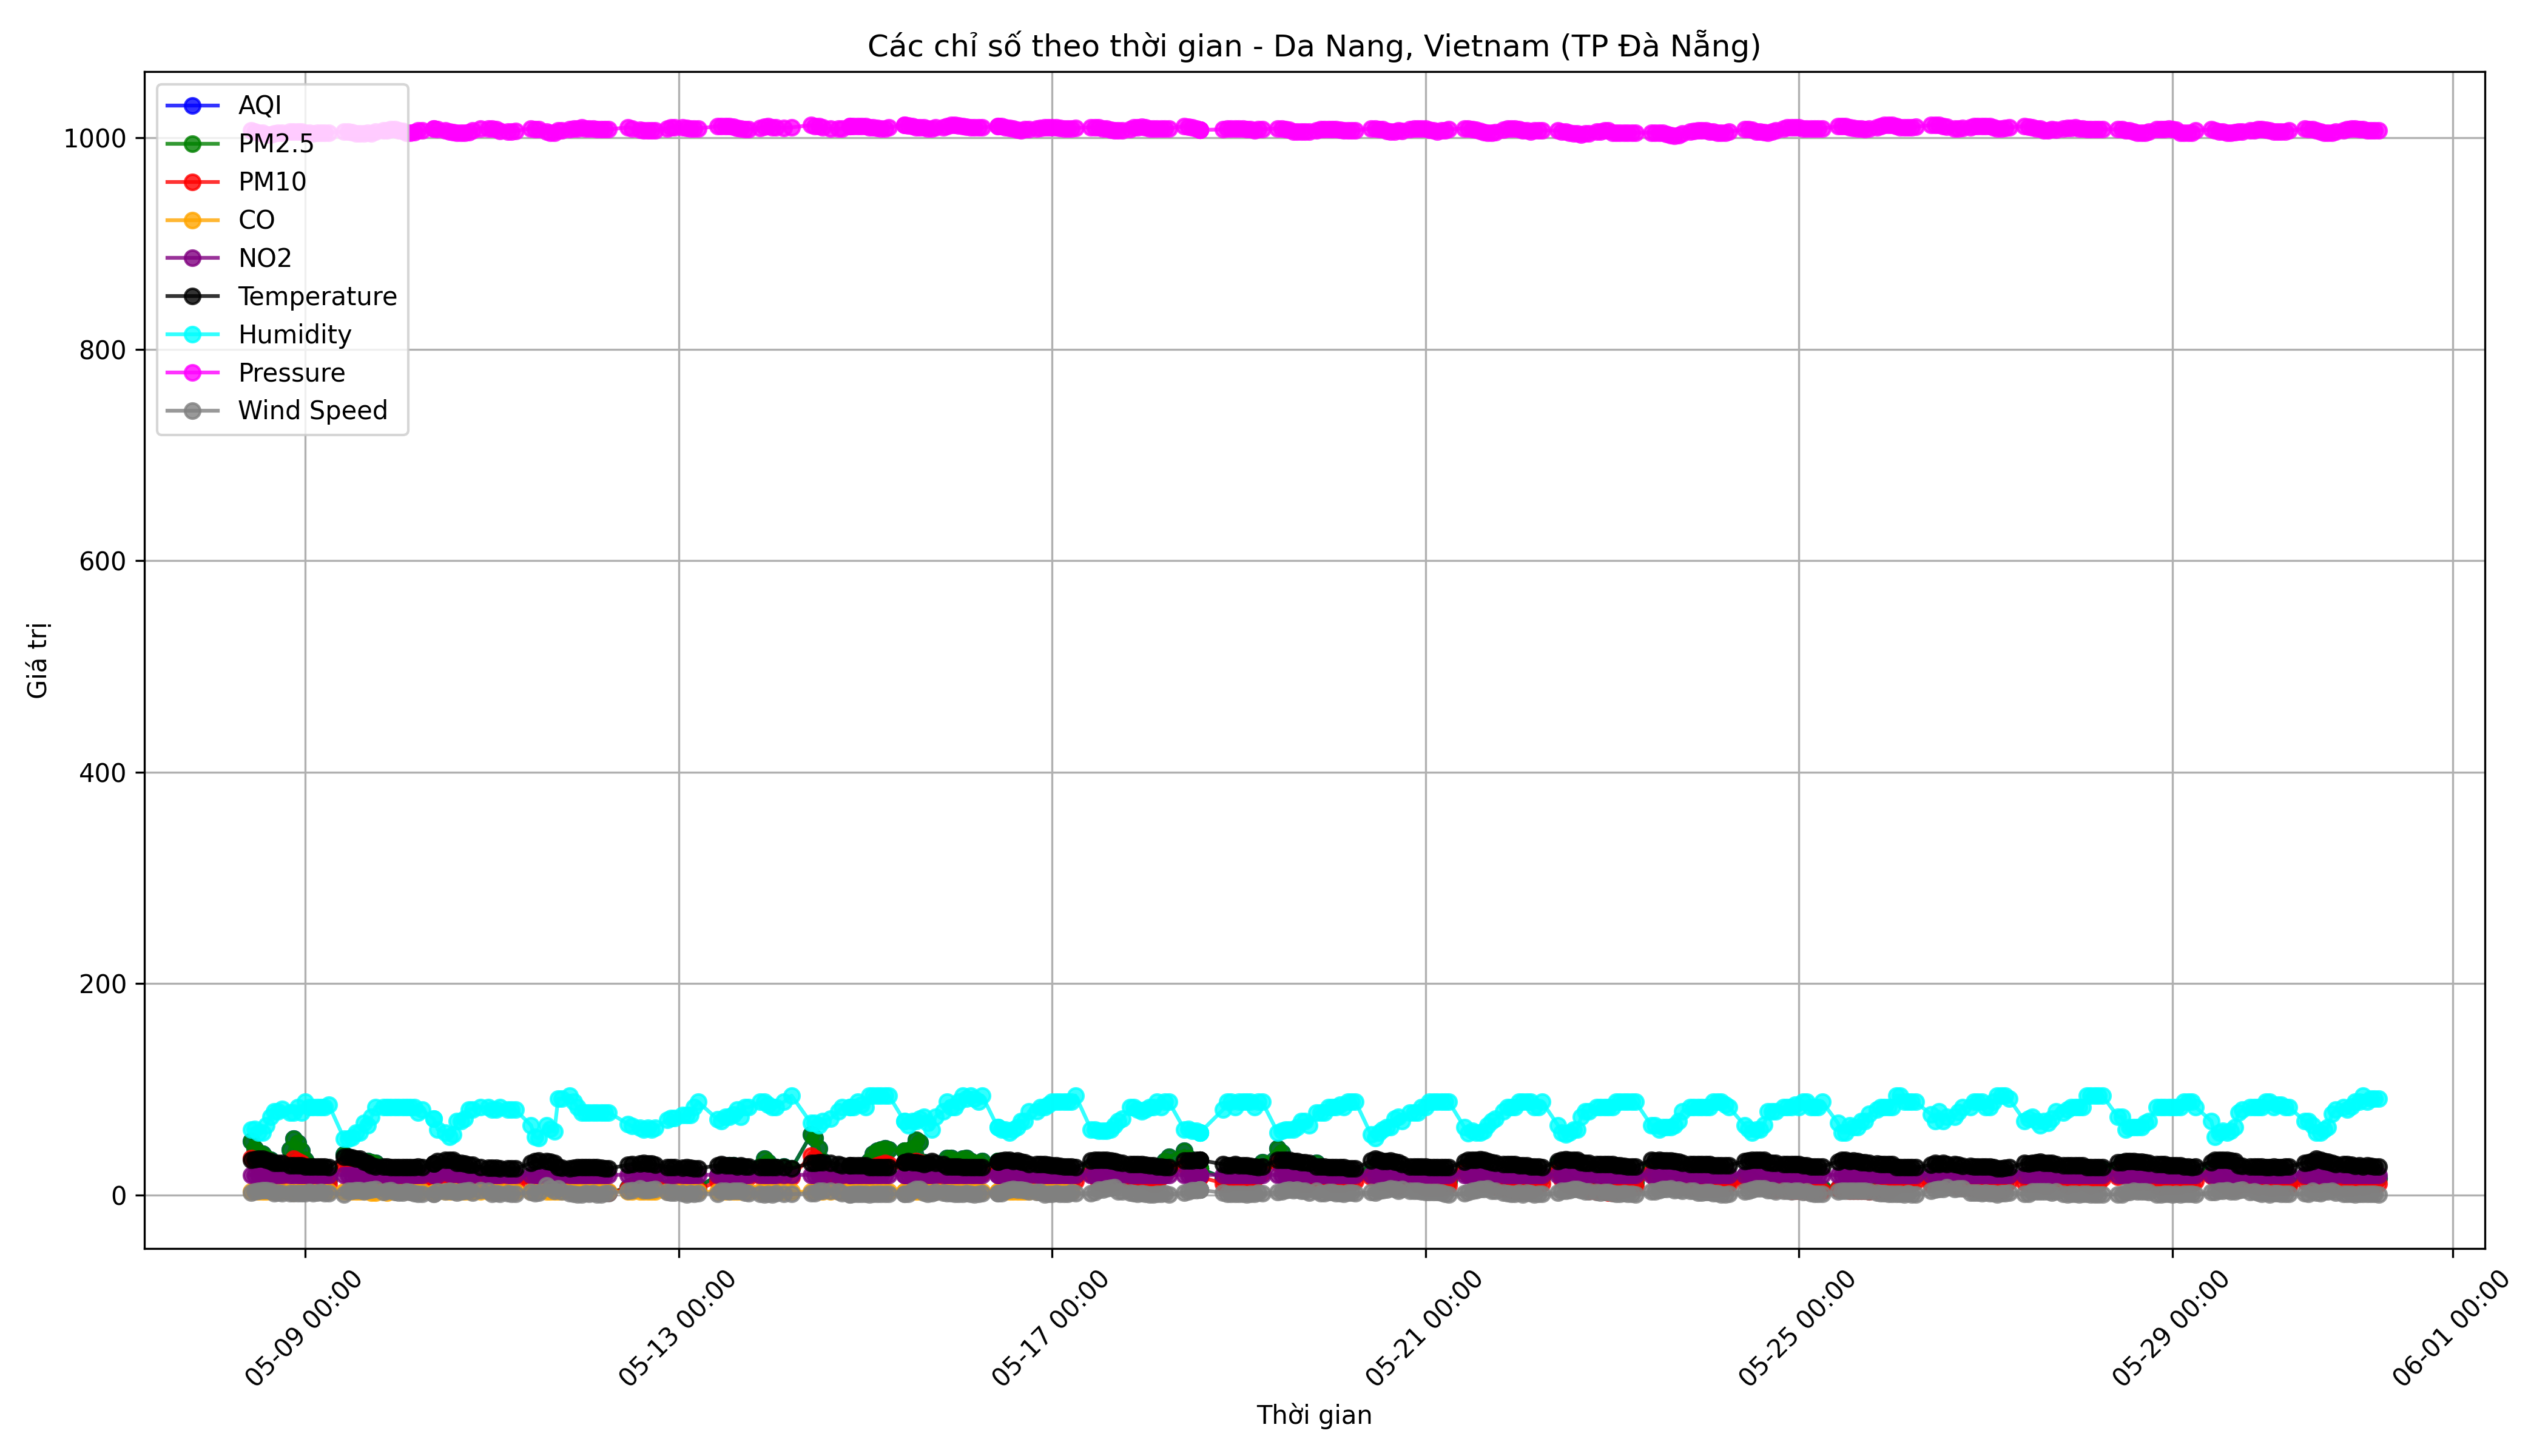 Các chỉ số theo thời gian - Da Nang, Vietnam (TP Đà Nẵng)
AQI
PM2.5
PM10
CO
NO2
Temperature
Humidity
Pressure
Wind Speed
1000
800
600
400
200
0
Giá trị
05-09 00:00
05-13 00:00
05-17 00:00
05-21 00:00
05-25 00:00
05-29 00:00
06-01 00:00
Thời gian